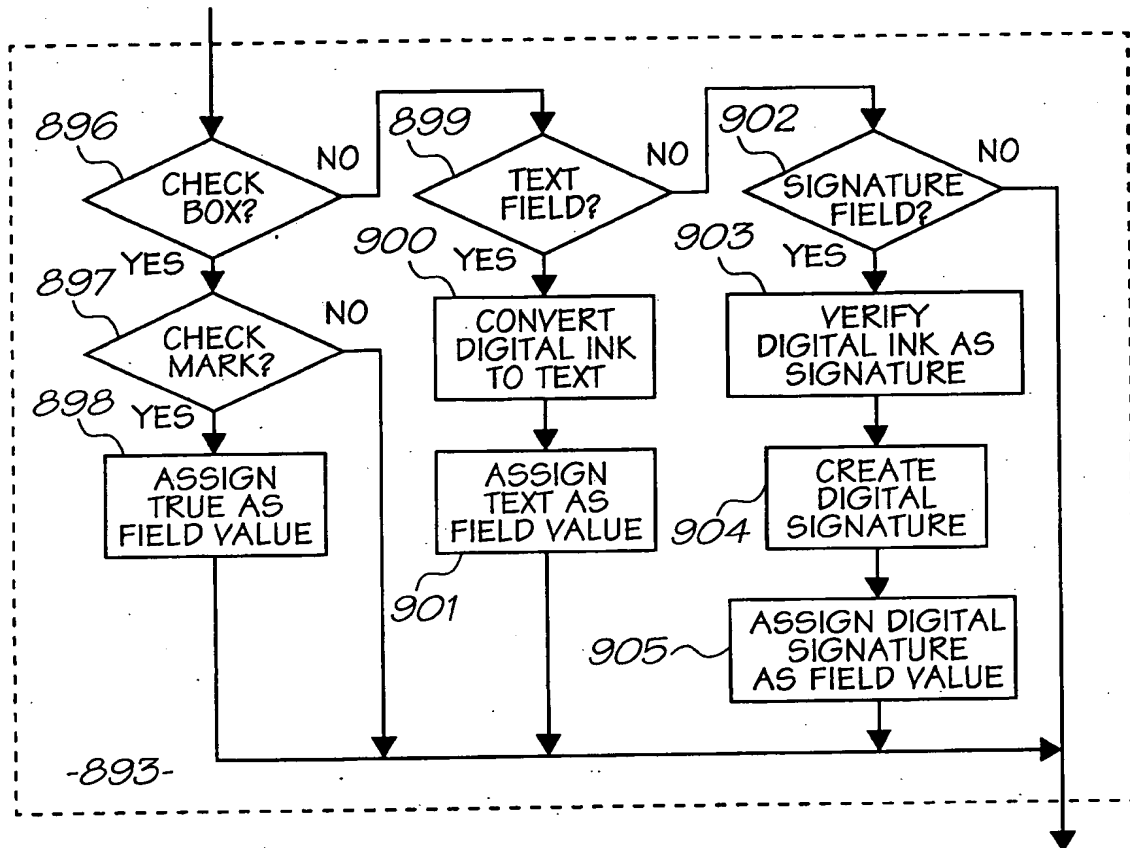 896
CHECK
BOX?
NO
YES
897
CHECK
MARK?
NO
YES
898
ASSIGN
TRUE AS
FIELD VALUE
899
TEXT
FIELD?
NO
YES
900
CONVERT
DIGITAL INK
TO TEXT
ASSIGN
TEXT AS
FIELD VALUE
901
902
SIGNATURE
FIELD?
NO
YES
903
VERIFY
DIGITAL INK AS
SIGNATURE
CREATE
DIGITAL
SIGNATURE
904
ASSIGN DIGITAL
SIGNATURE
AS FIELD VALUE
905
-893-